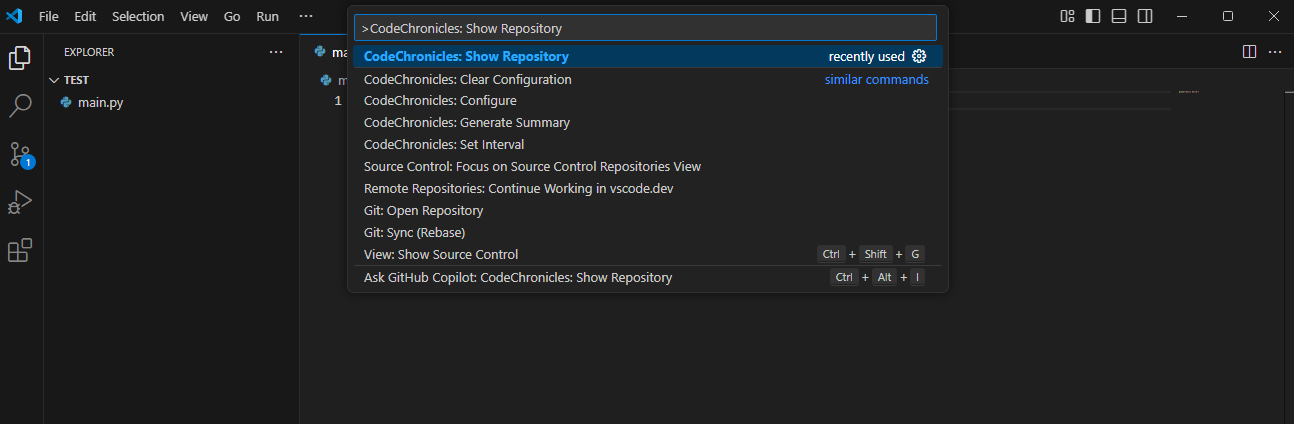 File Edit Selection View Go Run ···
>CodeChronicles: Show Repository
EXPLORER ···
TEST
main.py
ma
m
1
1
CodeChronicles: Show Repository recently used
CodeChronicles: Clear Configuration similar commands
CodeChronicles: Configure
CodeChronicles: Generate Summary
CodeChronicles: Set Interval
Source Control: Focus on Source Control Repositories View
Remote Repositories: Continue Working in vscode.dev
Git: Open Repository
Git: Sync (Rebase)
View: Show Source Control Ctrl + Shift + G
Ask GitHub Copilot: CodeChronicles: Show Repository Ctrl + Alt + I